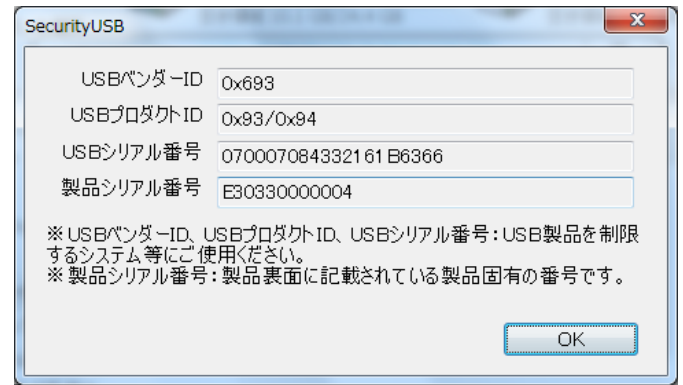 SecurityUSB
USBベンダーID 0x693
USBプロダクトID 0x93/0x94
USBシリアル番号 070007084332161B6366
製品シリアル番号 E30330000004
※USBベンダーID、USBプロダクトID、USBシリアル番号:USB製品を制限
するシステム等にご使用ください。
※製品シリアル番号:製品裏面に記載されている製品固有の番号です。
OK